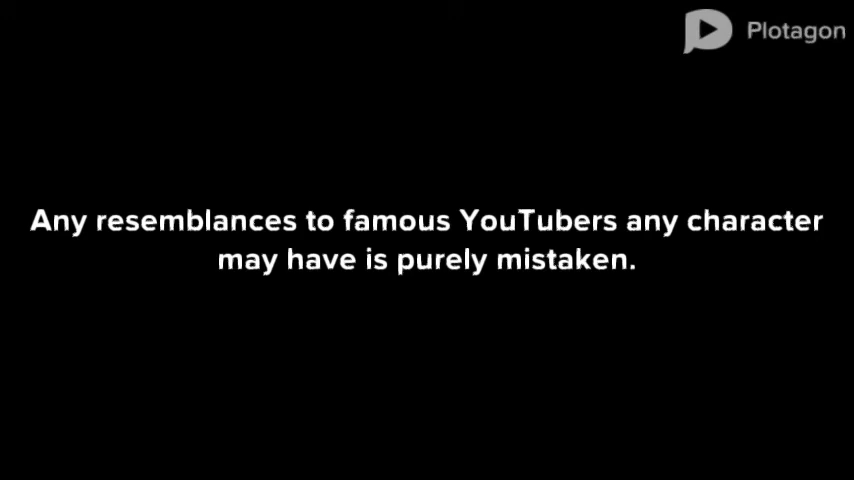 Plotagon
Any resemblances to famous YouTubers any character
may have is purely mistaken.